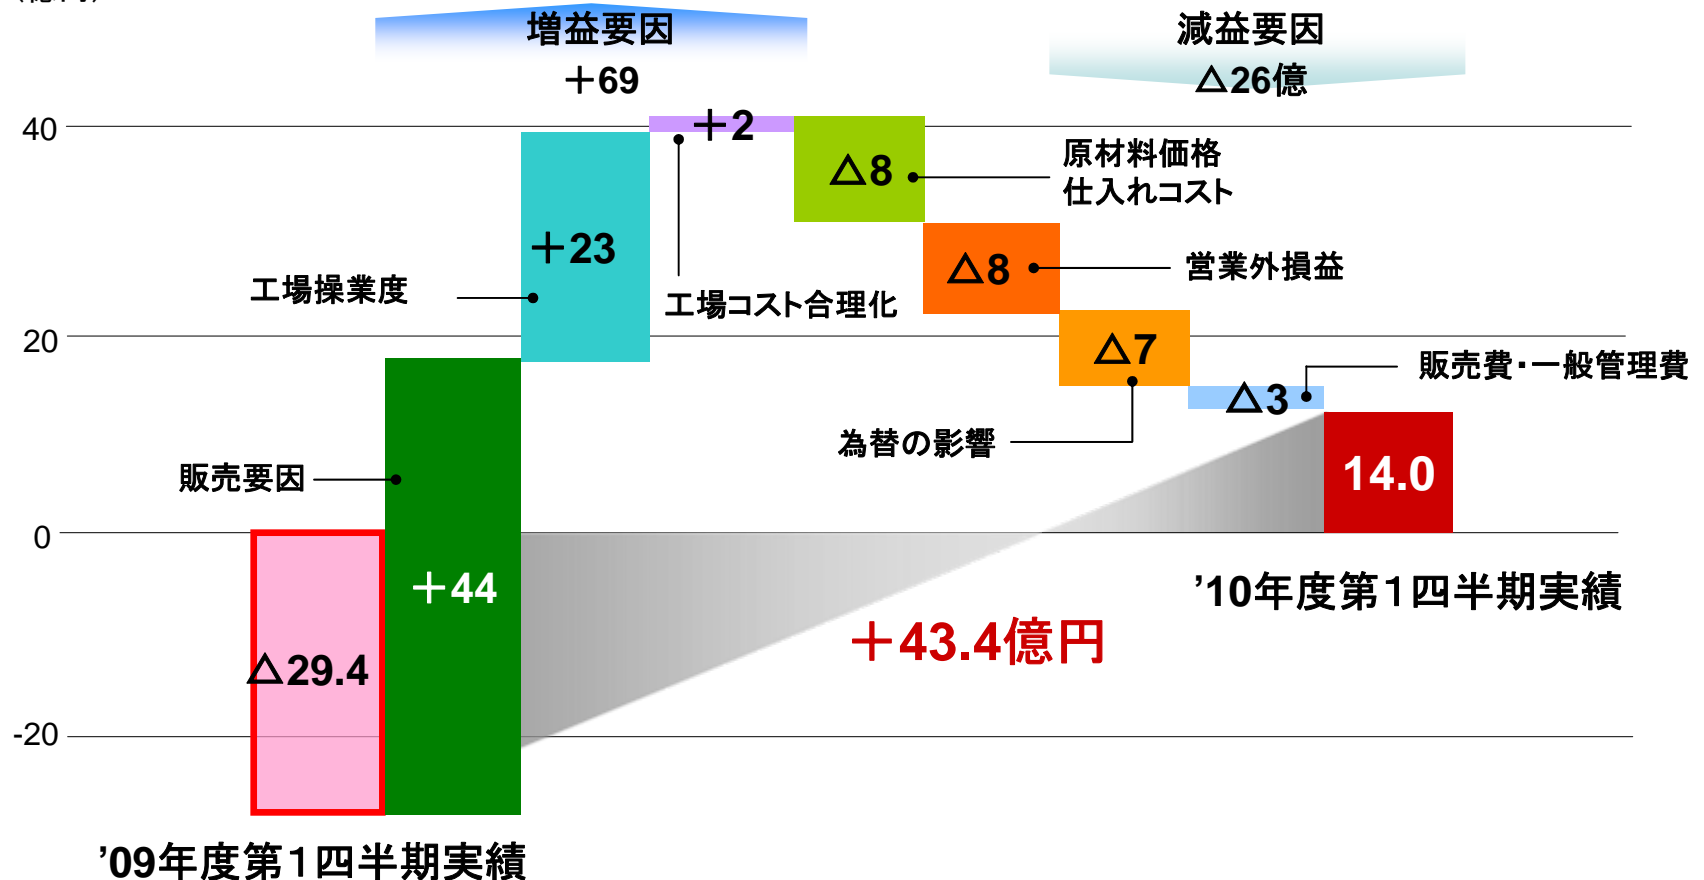 増益要因
＋69
減益要因
△26億
40
20
0
-20
＋2
△8
原材料価格
仕入れコスト
＋23
△8
営業外損益
工場操業度
工場コスト合理化
△7
販売費・一般管理費
△3
為替の影響
販売要因
14.0
＋44
’10年度第１四半期実績
＋43.4億円
△29.4
’09年度第１四半期実績